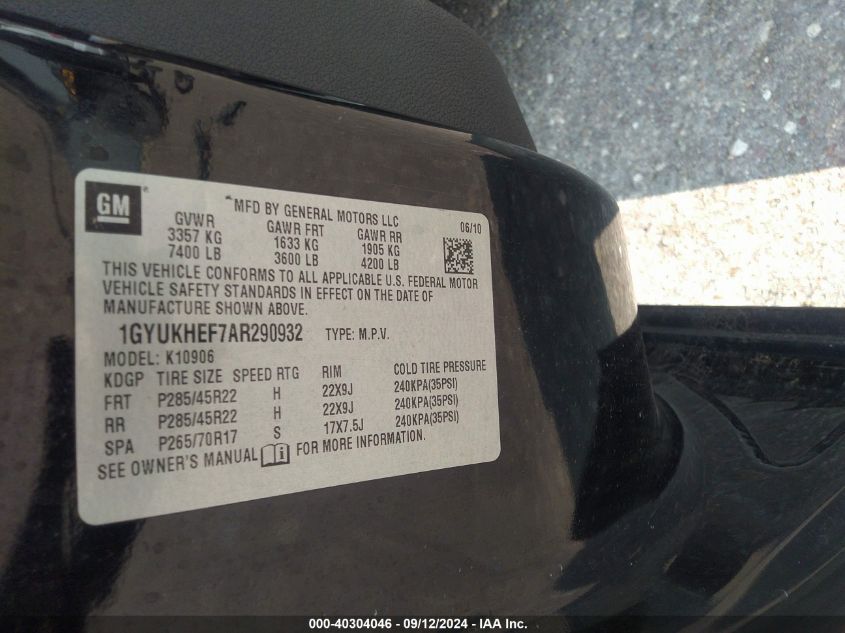 GM®
MFD BY GENERAL MOTORS LLC
GVWR GAWR FRT GAWR RR 06/10
3357 KG 1633 KG 1905 KG
7400 LB 3600 LB 4200 LB
THIS VEHICLE CONFORMS TO ALL APPLICABLE U.S. FEDERAL MOTOR
VEHICLE SAFETY STANDARDS IN EFFECT ON THE DATE OF
MANUFACTURE SHOWN ABOVE.
1GYUKHEF7AR290932 TYPE: M.P.V.
MODEL: K10906
KDGP TIRE SIZE SPEED RTG RIM COLD TIRE PRESSURE
FRT P285/45R22 H 22X9J 240KPA(35PSI)
RR P285/45R22 H 22X9J 240KPA(35PSI)
SPA P265/70R17 S 17X7.5J 240KPA(35PSI)
SEE OWNER'S MANUAL i FOR MORE INFORMATION.
000-40304046 - 09/12/2024 - IAA Inc.